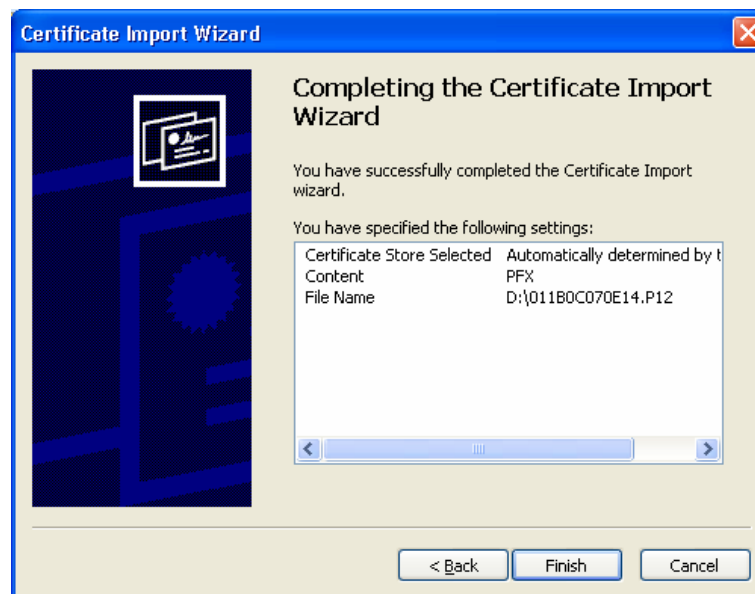 Certificate Import Wizard
Completing the Certificate Import
Wizard
You have successfully completed the Certificate Import
wizard.
You have specified the following settings:
Certificate Store Selected Automatically determined by t
Content PFX
File Name D:\011B0C070E14.P12
< Back Finish Cancel